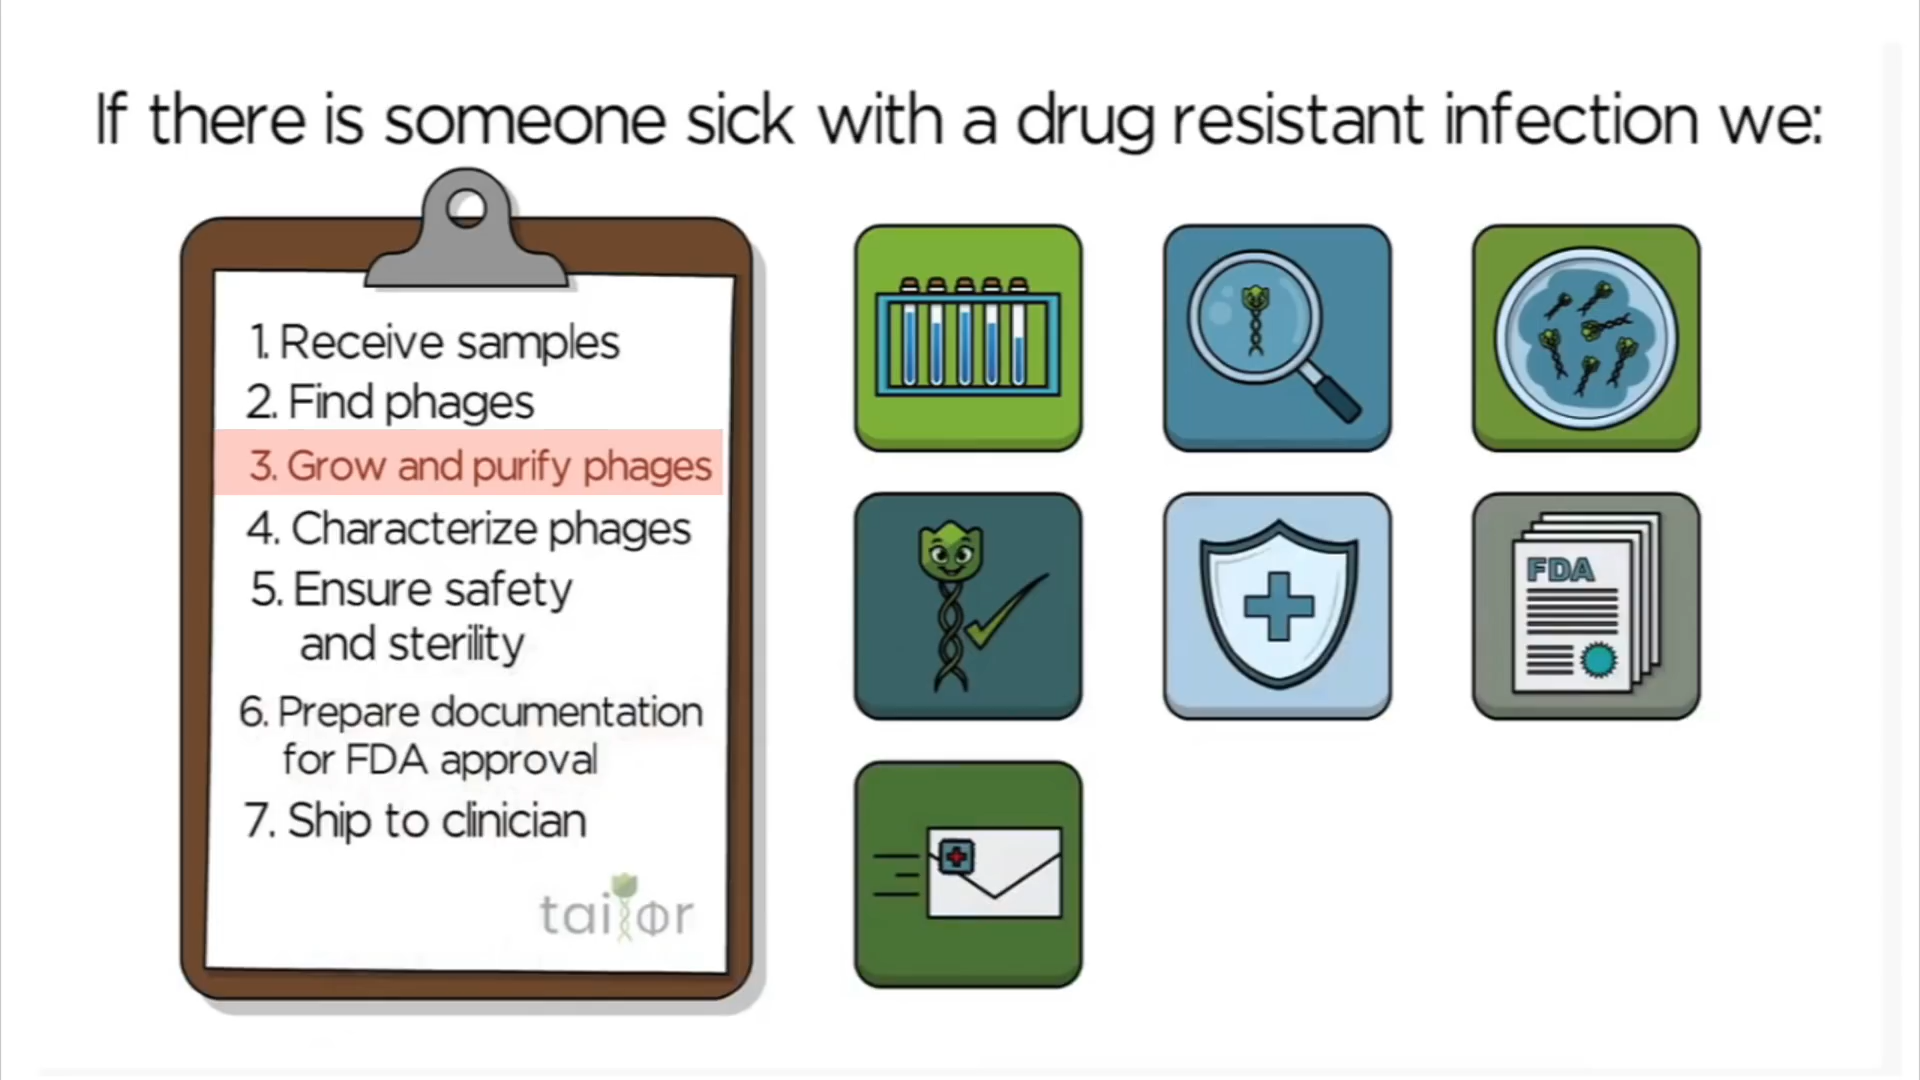 If there is someone sick with a drug resistant infection we:
1. Receive samples
2. Find phages
3. Grow and purify phages
4. Characterize phages
5. Ensure safety
and sterility
6. Prepare documentation
for FDA approval
7. Ship to clinician
tailΦr
FDA